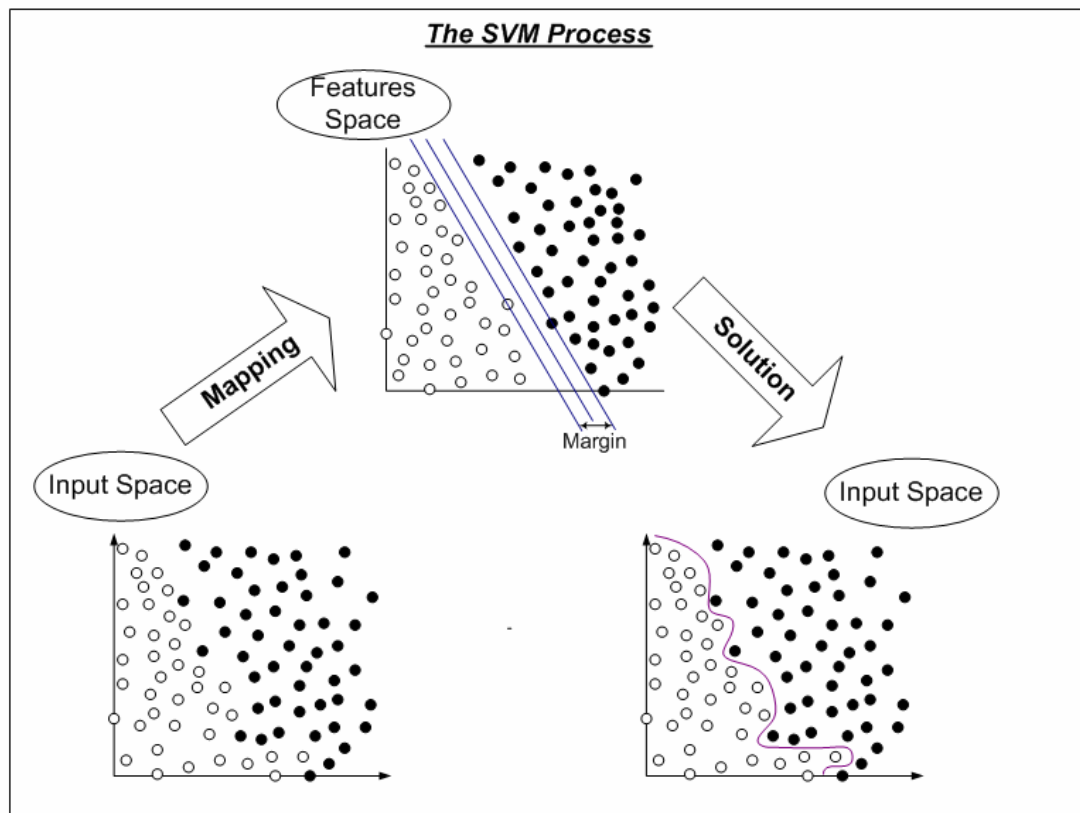 The SVM Process
Features
Space
Mapping
Solution
Margin
Input Space
Input Space